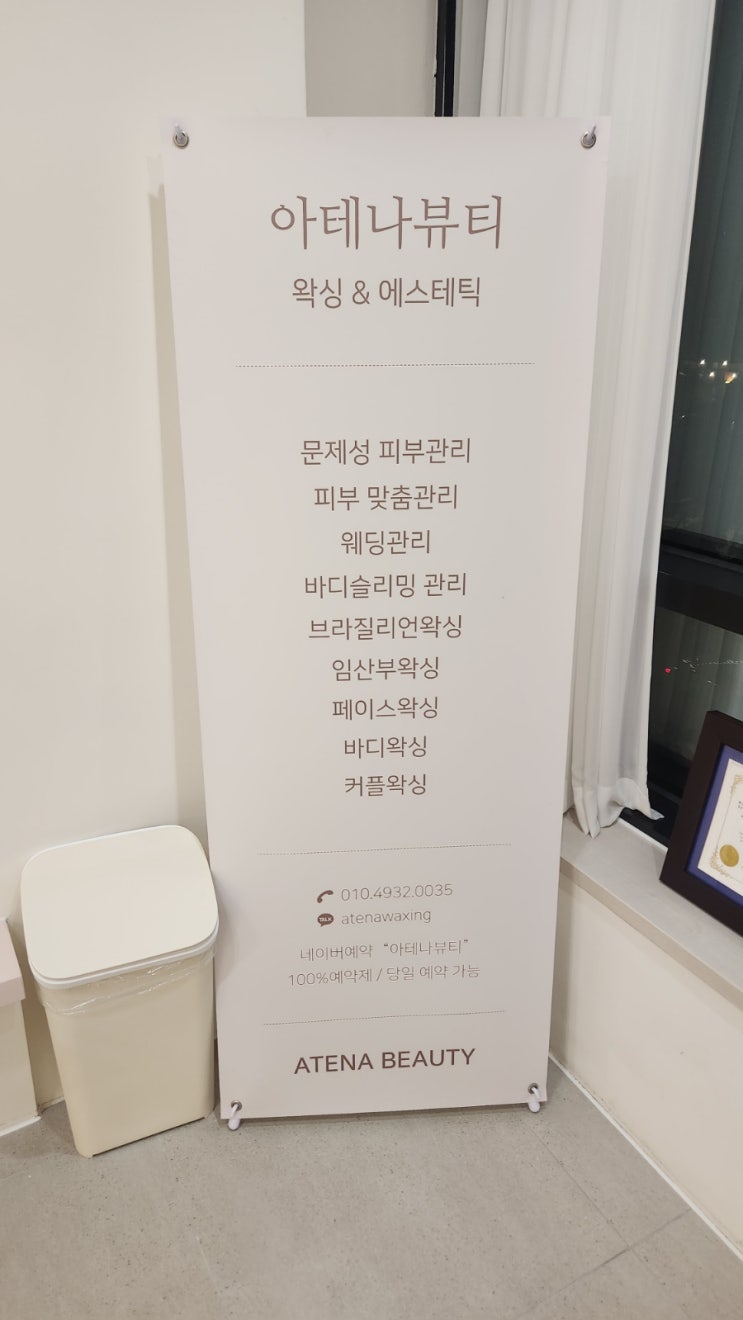 아테나뷰티
왁싱 & 에스테틱
문제성 피부관리
피부 맞춤관리
웨딩관리
바디슬리밍 관리
브라질리언왁싱
임산부왁싱
페이스왁싱
바디왁싱
커플왁싱
010.4932.0035
TALK atenawaxing
네이버예약 “아테나뷰티”
100%예약제 / 당일 예약 가능
ATENA BEAUTY